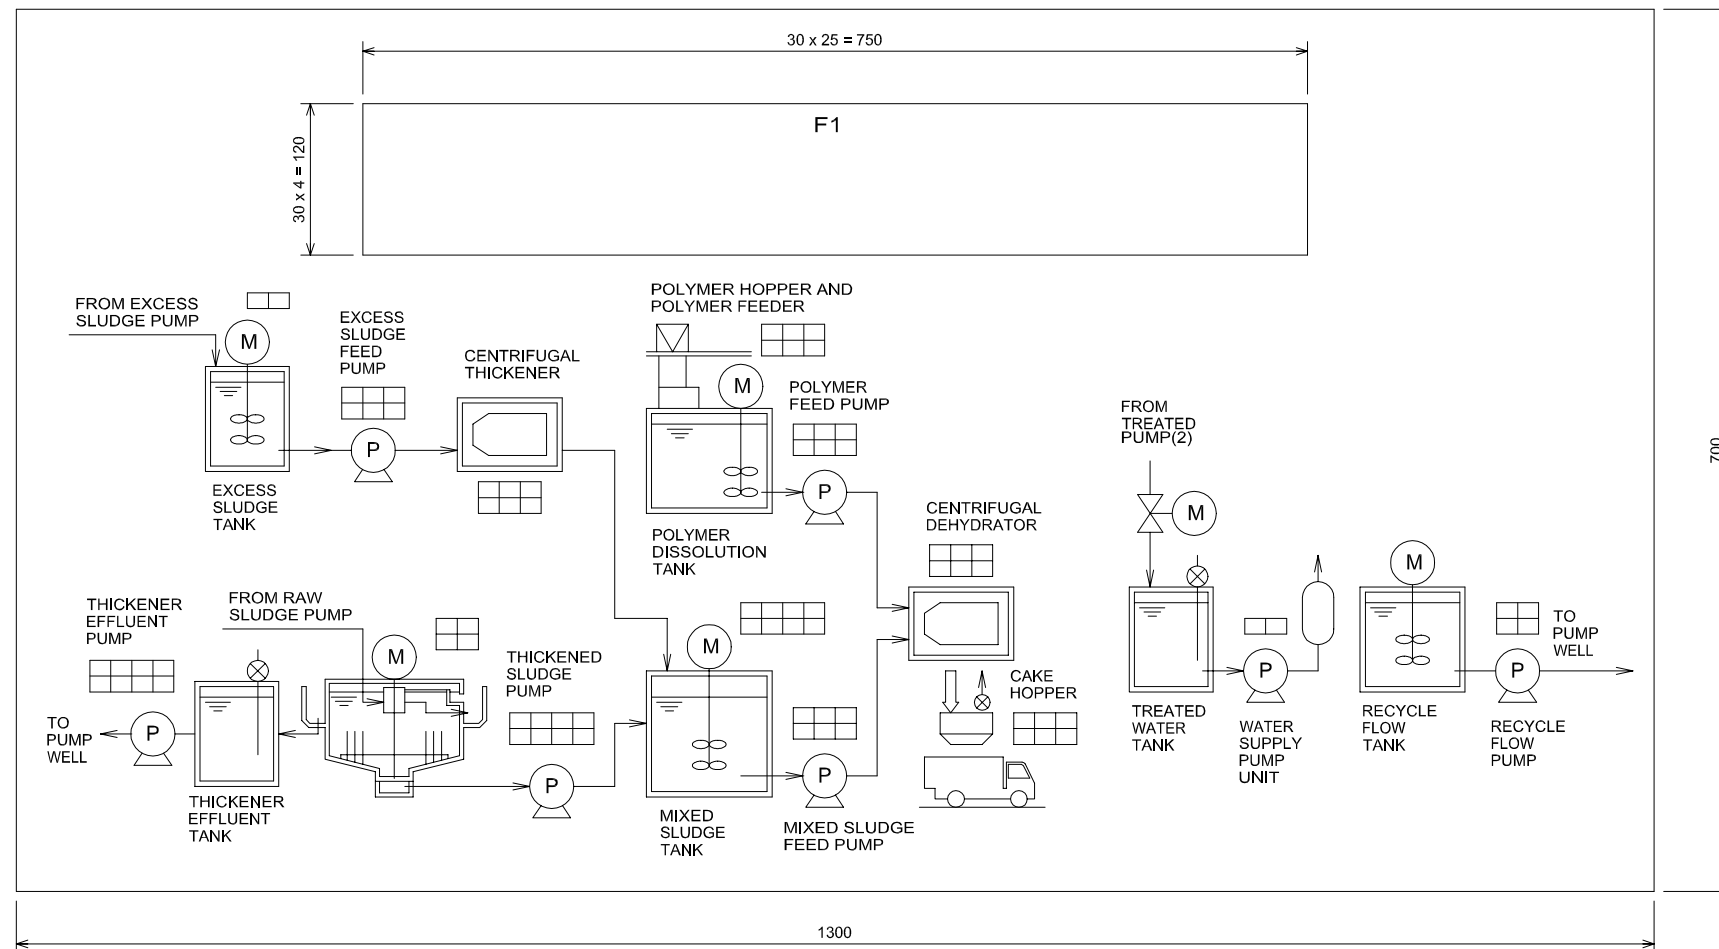 30 x 25 = 750
30 x 4 = 120
F1
FROM EXCESS
SLUDGE PUMP
M
EXCESS
SLUDGE
FEED
PUMP
P
CENTRIFUGAL
THICKENER
EXCESS
SLUDGE
TANK
POLYMER HOPPER AND
POLYMER FEEDER
M
POLYMER
FEED PUMP
P
POLYMER
DISSOLUTION
TANK
CENTRIFUGAL
DEHYDRATOR
FROM
TREATED
PUMP(2)
M
700
THICKENER
EFFLUENT
PUMP
FROM RAW
SLUDGE PUMP
M
THICKENED
SLUDGE
PUMP
TO
PUMP
WELL
P
THICKENER
EFFLUENT
TANK
P
M
MIXED
SLUDGE
TANK
P
MIXED SLUDGE
FEED PUMP
CAKE
HOPPER
TREATED
WATER
TANK
P
WATER
SUPPLY
PUMP
UNIT
M
RECYCLE
FLOW
TANK
P
RECYCLE
FLOW
PUMP
TO
PUMP
WELL
1300